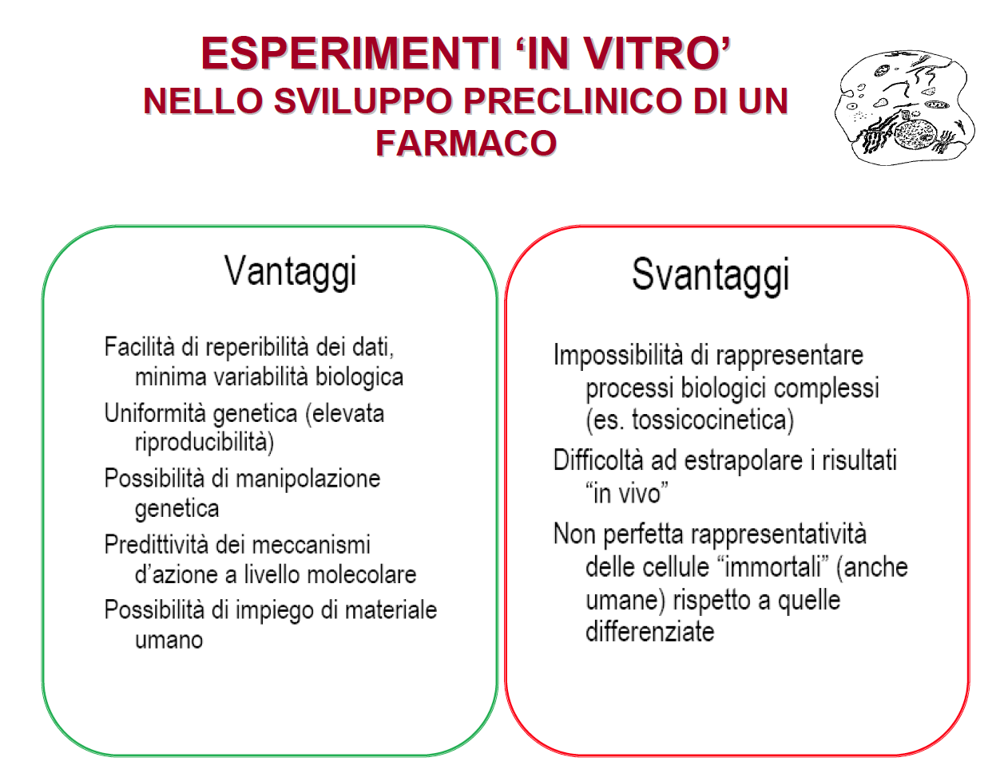 ESPERIMENTI ‘IN VITRO’
NELLO SVILUPPO PRECLINICO DI UN
FARMACO
Vantaggi
Facilità di reperibilità dei dati,
minima variabilità biologica
Uniformità genetica (elevata
riproducibilità)
Possibilità di manipolazione
genetica
Predittività dei meccanismi
d’azione a livello molecolare
Possibilità di impiego di materiale
umano
Svantaggi
Impossibilità di rappresentare
processi biologici complessi
(es. tossicocinetica)
Difficoltà ad estrapolare i risultati
“in vivo”
Non perfetta rappresentatività
delle cellule “immortali” (anche
umane) rispetto a quelle
differenziate